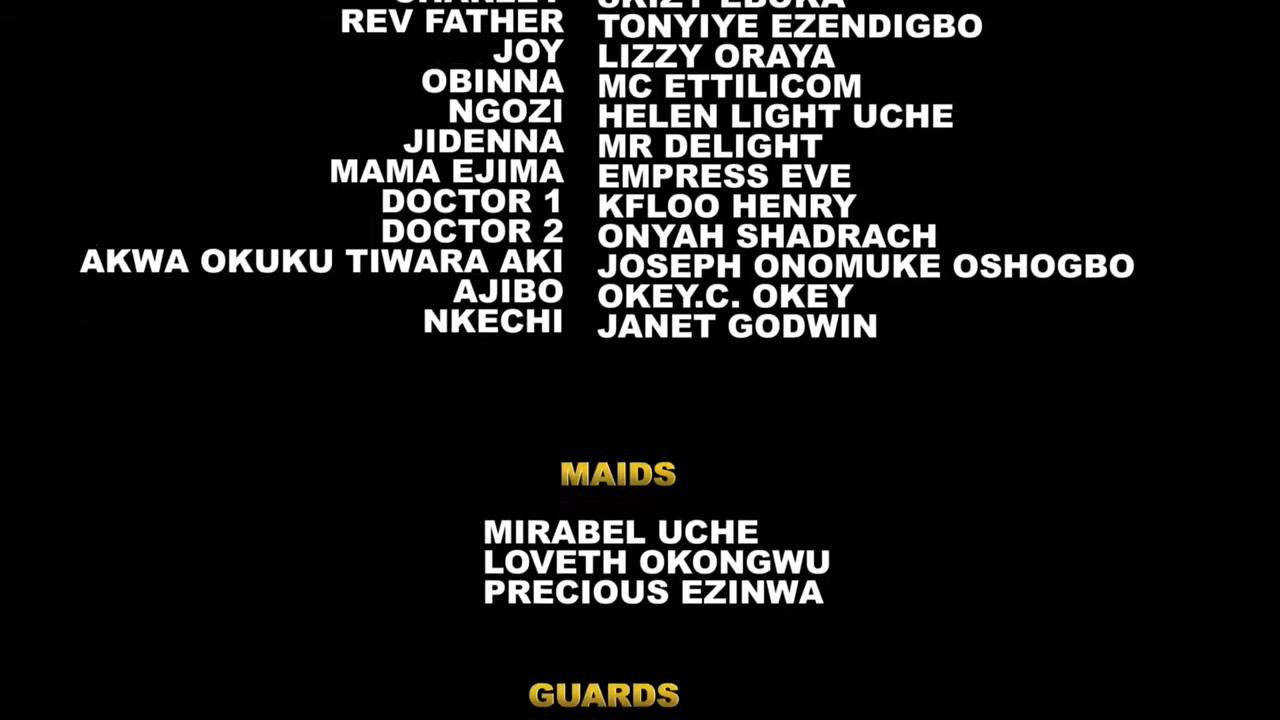 REV FATHER TONYIYE EZENDIGBO
JOY LIZZY ORAYA
OBINNA MC ETTILICOM
NGOZI HELEN LIGHT UCHE
JIDENNA MR DELIGHT
MAMA EJIMA EMPRESS EVE
DOCTOR 1 KFLOO HENRY
DOCTOR 2 ONYAH SHADRACH
AKWA OKUKU TIWARA AKI JOSEPH ONOMUKE OSHOGBO
AJIBO OKEY.C. OKEY
NKECHI JANET GODWIN
MAIDS
MIRABEL UCHE
LOVETH OKONGWU
PRECIOUS EZINWA
GUARDS